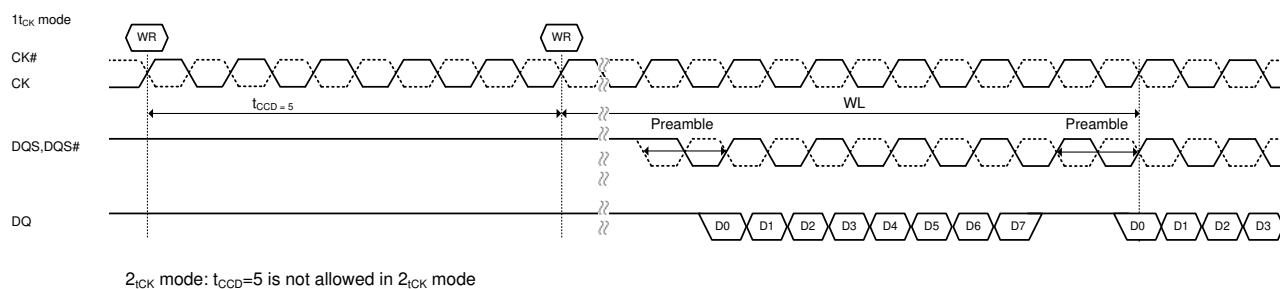 1tCK mode
WR WR
CK#
CK
tCCD = 5 WL
Preamble Preamble
DQS,DQS#
DQ D0 D1 D2 D3 D4 D5 D6 D7 D0 D1 D2 D3
2tCK mode: tCCD=5 is not allowed in 2tCK mode